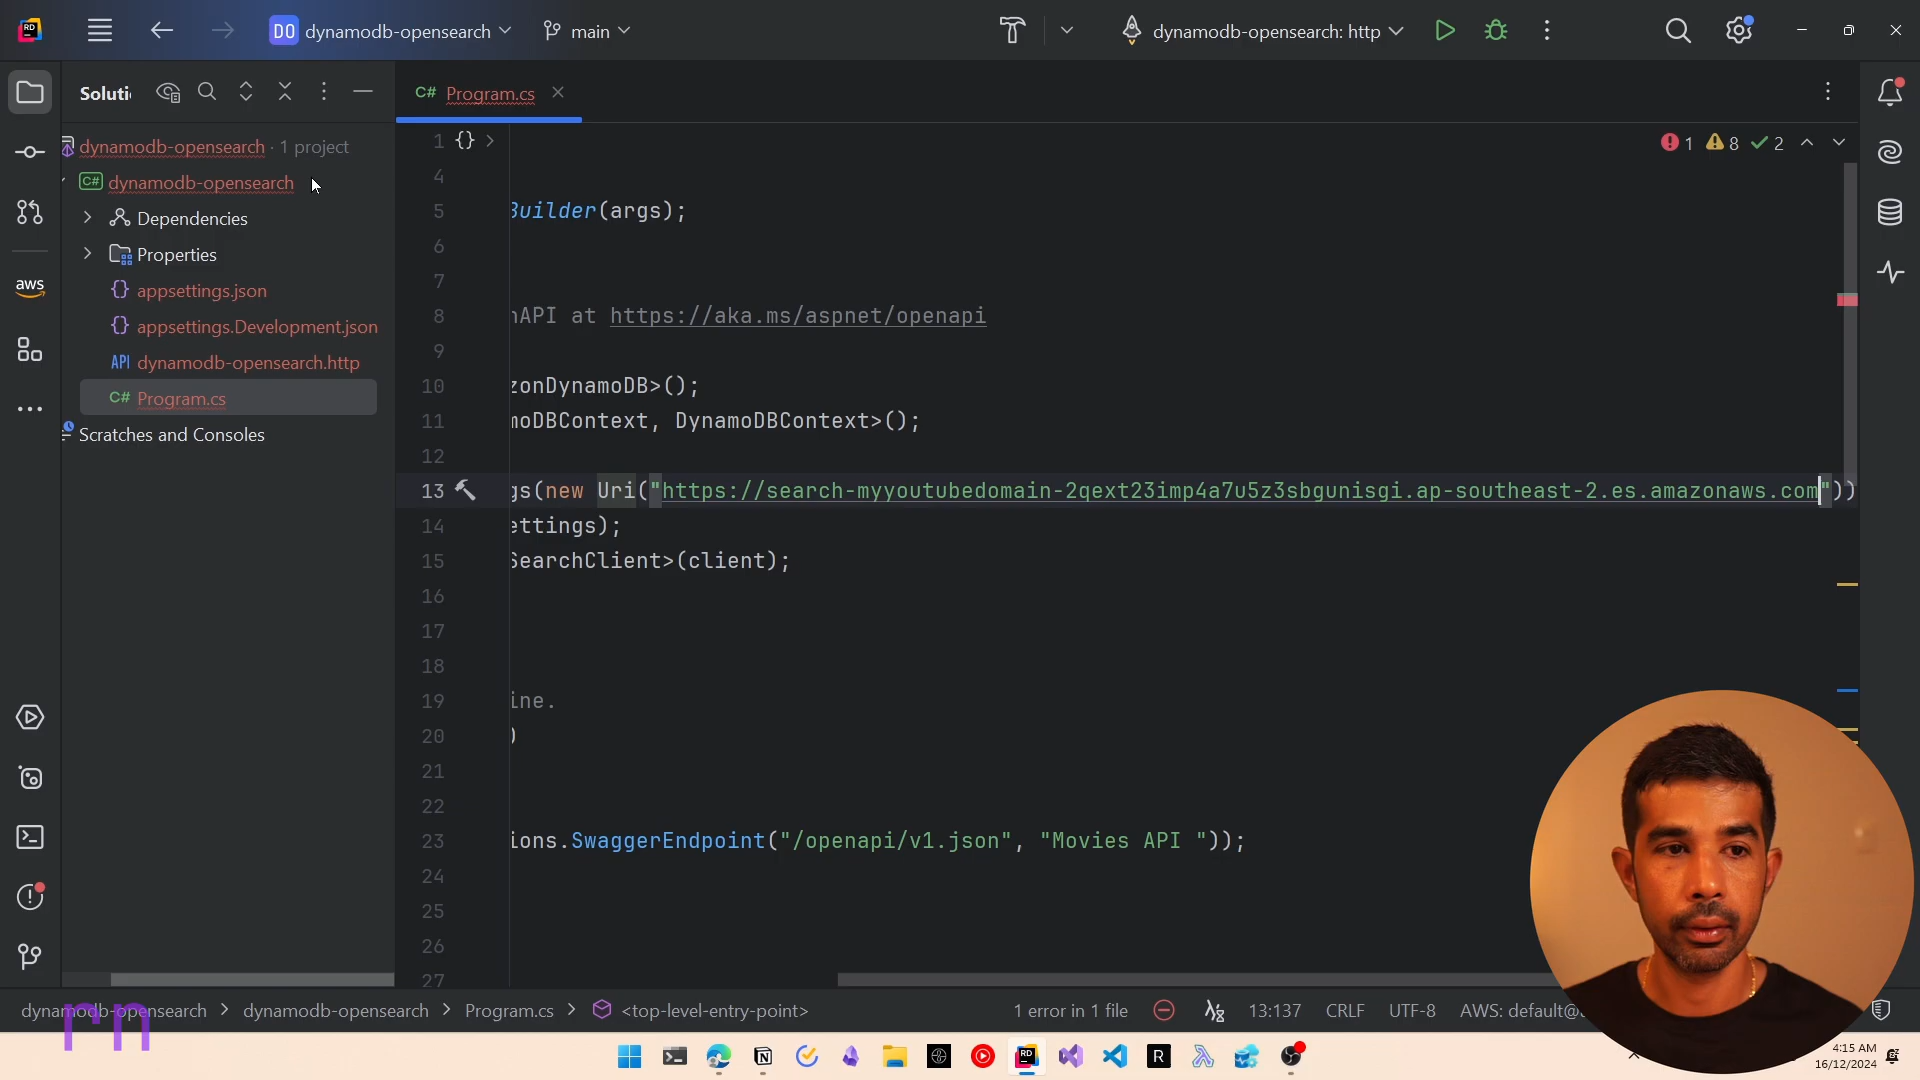 RD
DO dynamodb-opensearch
main
dynamodb-opensearch: http
Soluti
C# Program.cs
dynamodb-opensearch · 1 project
C# dynamodb-opensearch
Dependencies
Properties
{} appsettings.json
{} appsettings.Development.json
API dynamodb-opensearch.http
C# Program.cs
Scratches and Consoles
aws
1 8 2
1 {}
4
5 Builder(args);
6
7
8 nAPI at https://aka.ms/aspnet/openapi
9
10 zonDynamoDB>();
11 moDBContext, DynamoDBContext>();
12
13 gs(new Uri("https://search-myyoutubedomain-2qext23imp4a7u5z3sbgunisgi.ap-southeast-2.es.amazonaws.com"))
14 ettings);
15 SearchClient>(client);
16
17
18
19 ine.
20 )
21
22
23 ions.SwaggerEndpoint("/openapi/v1.json", "Movies API "));
24
25
26
27
dynamodb-opensearch > dynamodb-opensearch > Program.cs > <top-level-entry-point>
1 error in 1 file
13:137
CRLF
UTF-8
AWS: default@
rn
RD
R
4:15 AM
16/12/2024